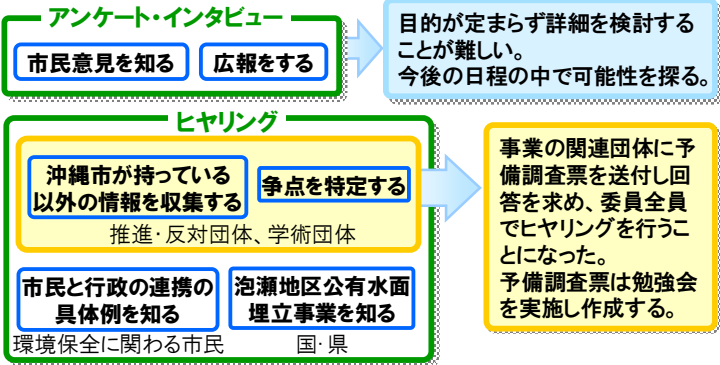 アンケート・インタビュー
市民意見を知る
広報をする
目的が定まらず詳細を検討する
ことが難しい。
今後の日程の中で可能性を探る。
ヒヤリング
沖縄市が持っている
以外の情報を収集する
争点を特定する
推進・反対団体、学術団体
事業の関連団体に予
備調査票を送付し回
答を求め、委員全員
でヒヤリングを行うこ
とになった。
予備調査票は勉強会
を実施し作成する。
市民と行政の連携の
具体例を知る
環境保全に関わる市民
泡瀬地区公有水面
埋立事業を知る
国・県